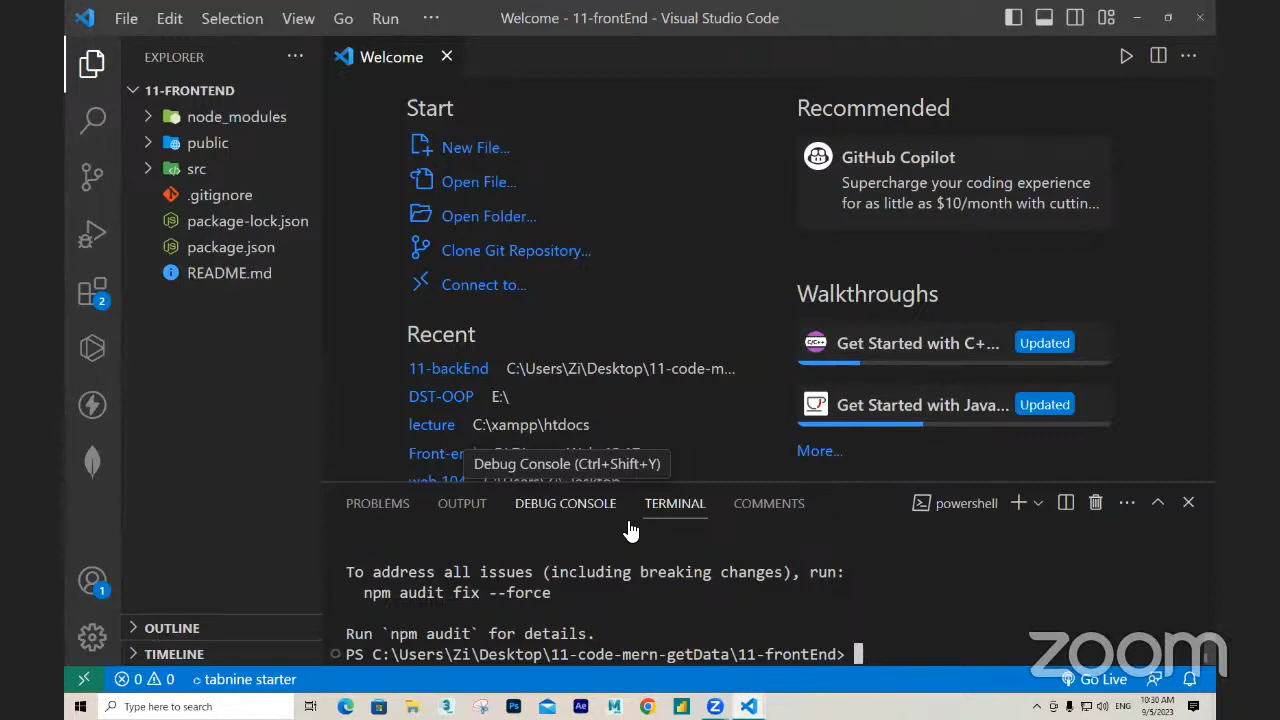 File Edit Selection View Go Run ···
Welcome - 11-frontEnd - Visual Studio Code
EXPLORER
Welcome
11-FRONTEND
node_modules
public
src
.gitignore
package-lock.json
package.json
README.md
Start
New File...
Open File...
Open Folder...
Clone Git Repository...
Connect to...
Recent
11-backEnd C:\Users\Zi\Desktop\11-code-m...
DST-OOP E:\
lecture C:\xampp\htdocs
Front-en
Debug Console (Ctrl+Shift+Y)
Recommended
GitHub Copilot
Supercharge your coding experience
for as little as $10/month with cuttin...
Walkthroughs
Get Started with C+... Updated
Get Started with Java... Updated
More...
PROBLEMS OUTPUT DEBUG CONSOLE TERMINAL COMMENTS
powershell
To address all issues (including breaking changes), run:
npm audit fix --force
Run `npm audit` for details.
PS C:\Users\Zi\Desktop\11-code-mern-getData\11-frontEnd>
2
1
OUTLINE
TIMELINE
zoom
0 0 tabnine starter
Go Live
Type here to search
ENG
10:30 AM
9/5/2023